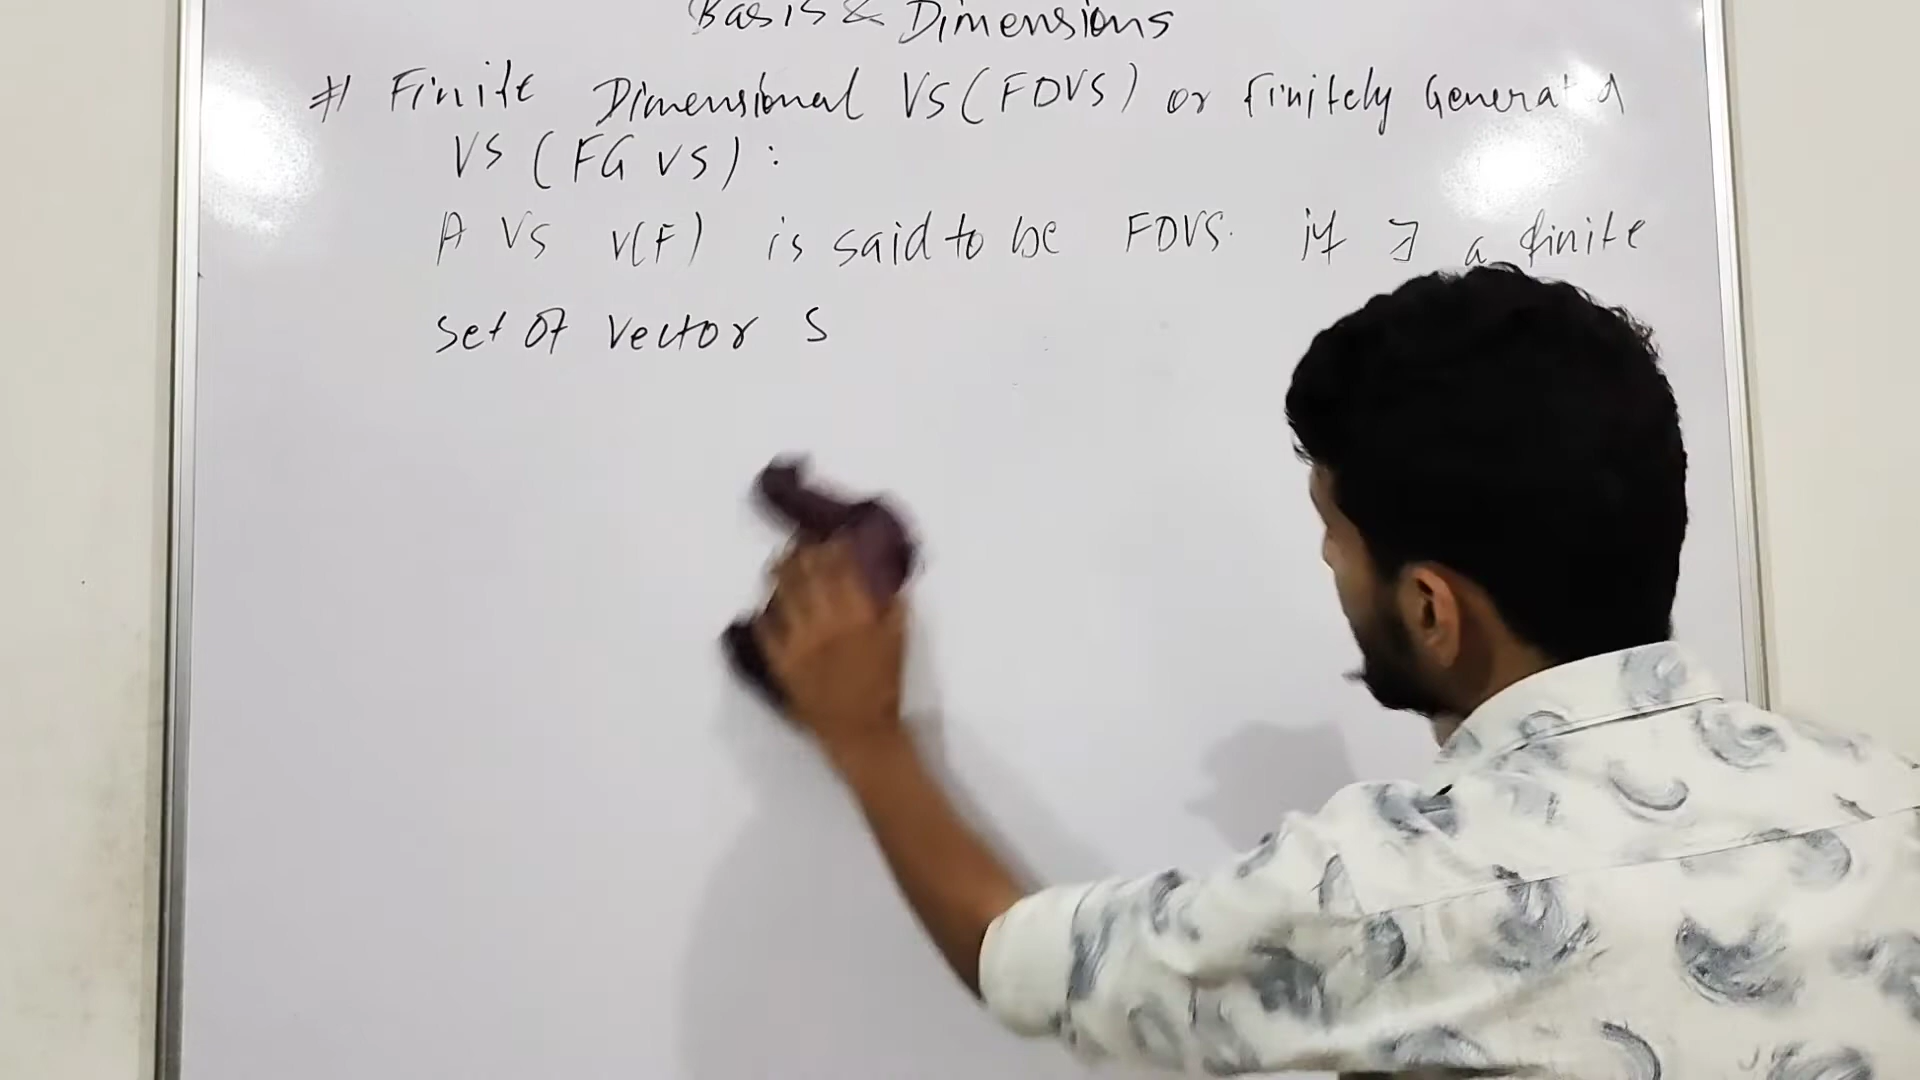 Basis & Dimensions
# Finite Dimensional VS (FDVS) or Finitely Generated
VS (FG VS) :
A VS V(F) is said to be FDVS. if ∃ a finite
set of vector S